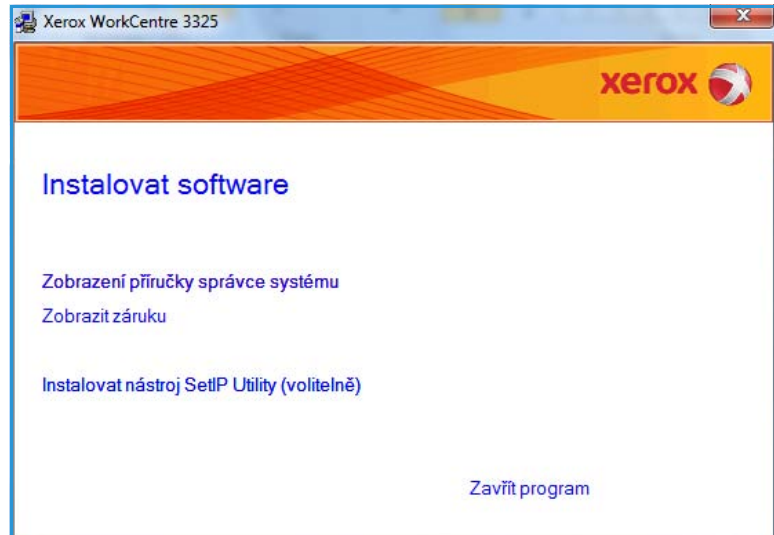 Xerox WorkCentre 3325
xerox
Instalovat software
Zobrazení příručky správce systému
Zobrazit záruku
Instalovat nástroj SetIP Utility (volitelně)
Zavřít program